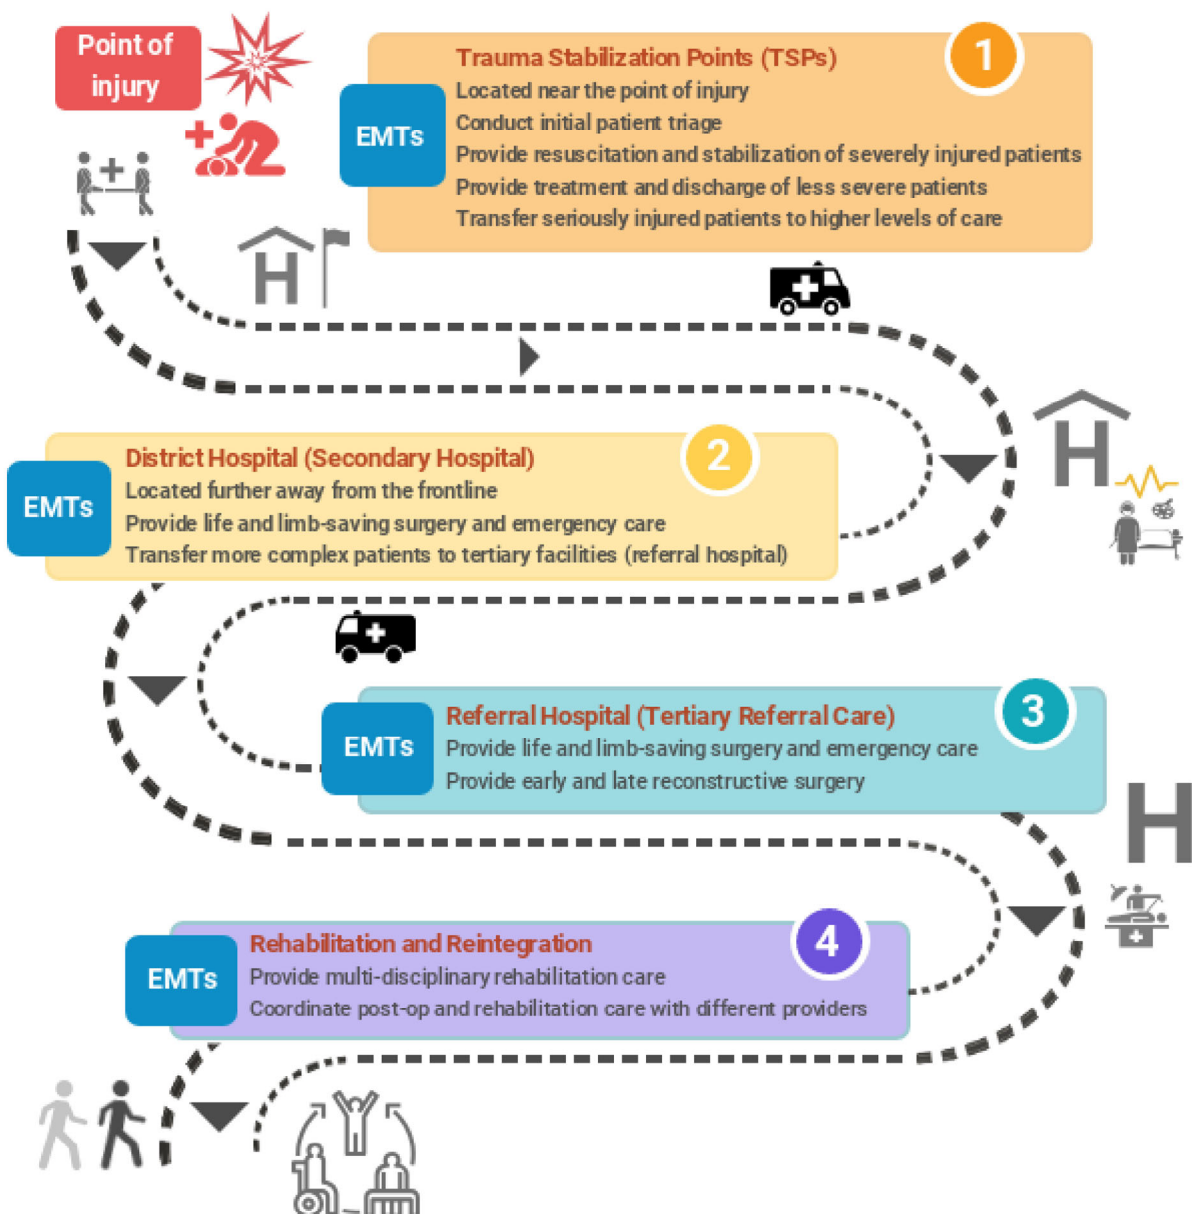 Point of
injury
1
Trauma Stabilization Points (TSPs)
EMTs
Located near the point of injury
Conduct initial patient triage
Provide resuscitation and stabilization of severely injured patients
Provide treatment and discharge of less severe patients
Transfer seriously injured patients to higher levels of care
H
2
District Hospital (Secondary Hospital)
EMTs
Located further away from the frontline
Provide life and limb-saving surgery and emergency care
Transfer more complex patients to tertiary facilities (referral hospital)
H
3
Referral Hospital (Tertiary Referral Care)
EMTs
Provide life and limb-saving surgery and emergency care
Provide early and late reconstructive surgery
H
4
Rehabilitation and Reintegration
EMTs
Provide multi-disciplinary rehabilitation care
Coordinate post-op and rehabilitation care with different providers